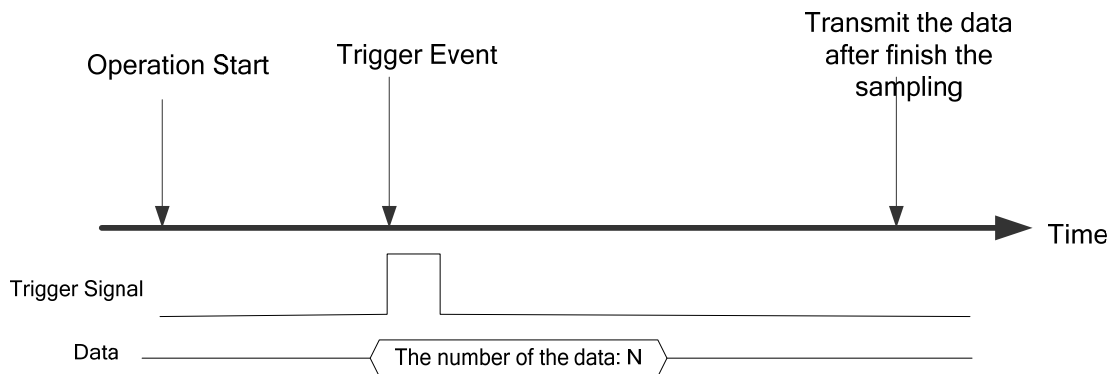 Operation Start
Trigger Event
Transmit the data
after finish the
sampling
Time
Trigger Signal
Data
The number of the data: N